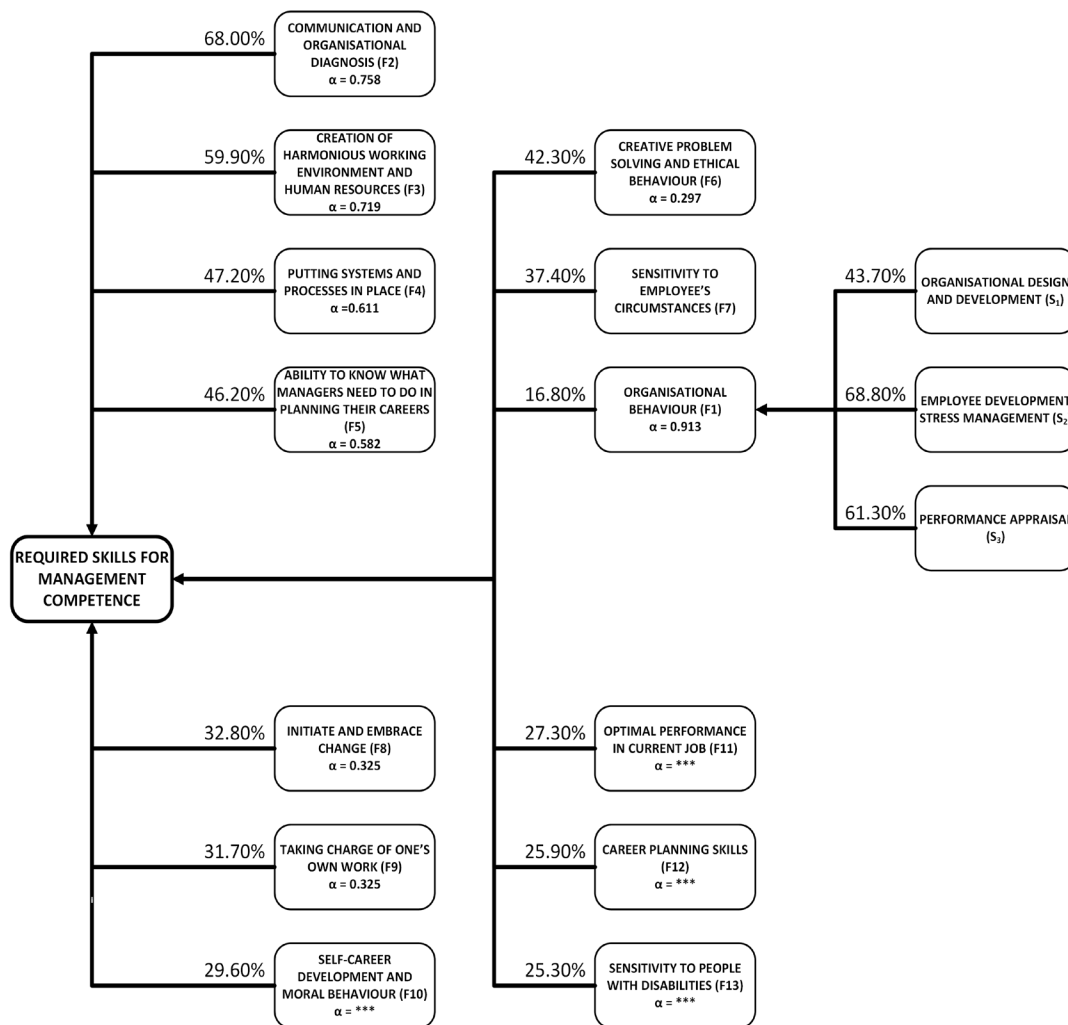 68.00%
COMMUNICATION AND
ORGANISATIONAL
DIAGNOSIS (F2)
α = 0.758
59.90%
CREATION OF
HARMONIOUS WORKING
ENVIRONMENT AND
HUMAN RESOURCES (F3)
α = 0.719
47.20%
PUTTING SYSTEMS AND
PROCESSES IN PLACE (F4)
α =0.611
46.20%
ABILITY TO KNOW WHAT
MANAGERS NEED TO DO IN
PLANNING THEIR CAREERS
(F5)
α = 0.582
REQUIRED SKILLS FOR
MANAGEMENT
COMPETENCE
32.80%
INITIATE AND EMBRACE
CHANGE (F8)
α = 0.325
31.70%
TAKING CHARGE OF ONE'S
OWN WORK (F9)
α = 0.325
29.60%
SELF-CAREER
DEVELOPMENT AND
MORAL BEHAVIOUR (F10)
α = ***
42.30%
CREATIVE PROBLEM
SOLVING AND ETHICAL
BEHAVIOUR (F6)
α = 0.297
37.40%
SENSITIVITY TO
EMPLOYEE'S
CIRCUMSTANCES (F7)
16.80%
ORGANISATIONAL
BEHAVIOUR (F1)
α = 0.913
27.30%
OPTIMAL PERFORMANCE
IN CURRENT JOB (F11)
α = ***
25.90%
CAREER PLANNING SKILLS
(F12)
α = ***
25.30%
SENSITIVITY TO PEOPLE
WITH DISABILITIES (F13)
α = ***
43.70%
ORGANISATIONAL DESIGN
AND DEVELOPMENT (S₁)
68.80%
EMPLOYEE DEVELOPMENT
STRESS MANAGEMENT (S₂
61.30%
PERFORMANCE APPRAISA
(S₃)